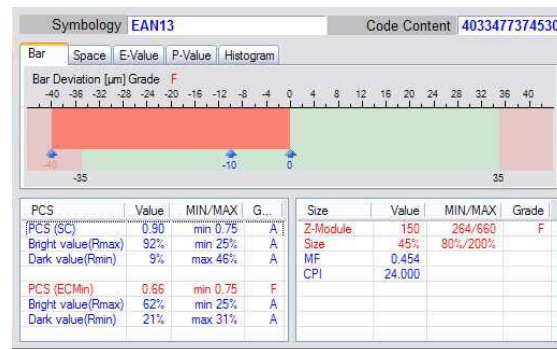 Symbology EAN13 Code Content 4033477374530
Bar Space E-Value P-Value Histogram
Bar Deviation [µm] Grade F
-40 -36 -32 -28 -24 -20 -16 -12 -8 -4 0 4 8 12 16 20 24 28 32 36 40
-40 -10 0
-35 35
PCS Value MIN/MAX G...
PCS (SC) 0.90 min 0.75 A
Bright value(Rmax) 92% min 25% A
Dark value(Rmin) 9% max 46% A
PCS (ECMin) 0.66 min 0.75 F
Bright value(Rmax) 62% min 25% A
Dark value(Rmin) 21% max 31% A
Size Value MIN/MAX Grade
Z-Module 150 264/660 F
Size 45% 80%/200%
MF 0.454
CPI 24.000